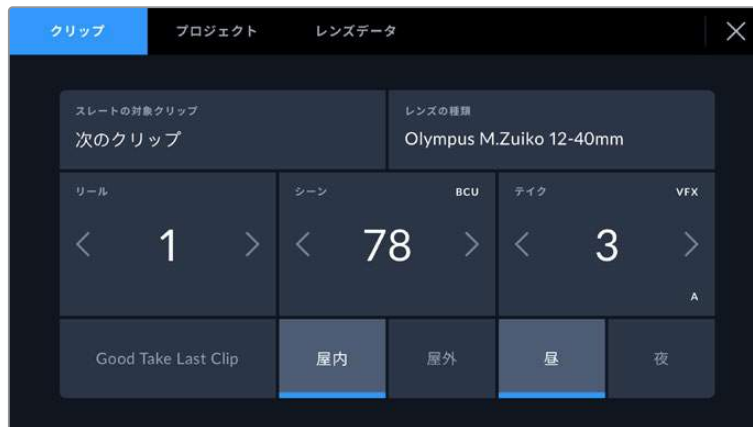 クリップ プロジェクト レンズデータ
スレートの対象クリップ レンズの種類
次のクリップ Olympus M.Zuiko 12-40mm
リール シーン BCU テイク VFX
1 78 3
A
Good Take Last Clip 屋内 屋外 昼 夜